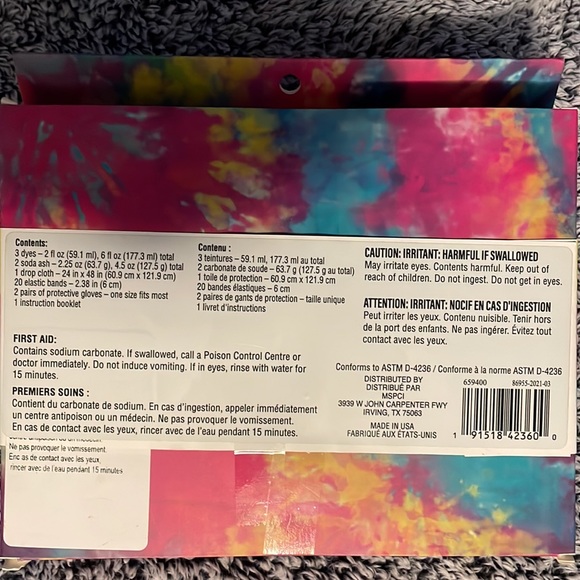 Contents:
3 dyes – 2 fl oz (59.1 ml), 6 fl oz (177.3 ml) total
2 soda ash – 2.25 oz (63.7 g), 4.5 oz (127.5 g) total
1 drop cloth – 24 in x 48 in (60.9 cm x 121.9 cm)
20 elastic bands – 2.38 in (6 cm)
2 pairs of protective gloves – one size fits most
1 instruction booklet
Contenu :
3 teintures – 59.1 ml, 177.3 ml au total
2 carbonate de soude – 63.7 g (127.5 g au total)
1 toile de protection – 60.9 cm x 121.9 cm
20 bandes élastiques – 6 cm
2 paires de gants de protection – taille unique
1 livret d'instructions
CAUTION: IRRITANT: HARMFUL IF SWALLOWED
May irritate eyes. Contents harmful. Keep out of
reach of children. Do not ingest. Do not get in eyes.
ATTENTION: IRRITANT: NOCIF EN CAS D'INGESTION
Peut irriter les yeux. Contenu nuisible. Tenir hors
de la port des enfants. Ne pas ingérer. Évitez tout
contact avec les yeux.
FIRST AID:
Contains sodium carbonate. If swallowed, call a Poison Control Centre or
doctor immediately. Do not induce vomiting. If in eyes, rinse with water for
15 minutes.
PREMIERS SOINS :
Contient du carbonate de sodium. En cas d'ingestion, appeler immédiatement
un centre antipoison ou un médecin. Ne pas provoquer le vomissement.
En cas de contact avec les yeux, rincer avec de l'eau pendant 15 minutes.
Conforms to ASTM D-4236 / Conforme à la norme ASTM D-4236
DISTRIBUTED BY
DISTRIBUÉ PAR
MSPCI
3939 W JOHN CARPENTER FWY
IRVING, TX 75063
MADE IN USA
FABRIQUÉ AUX ÉTATS-UNIS
659400 86955-2021-03
1 91518 42360 0
centre antipoison ou un médecin
Ne pas provoquer le vomissement.
En cas de contact avec les yeux,
rincer avec de l'eau pendant 15 minutes